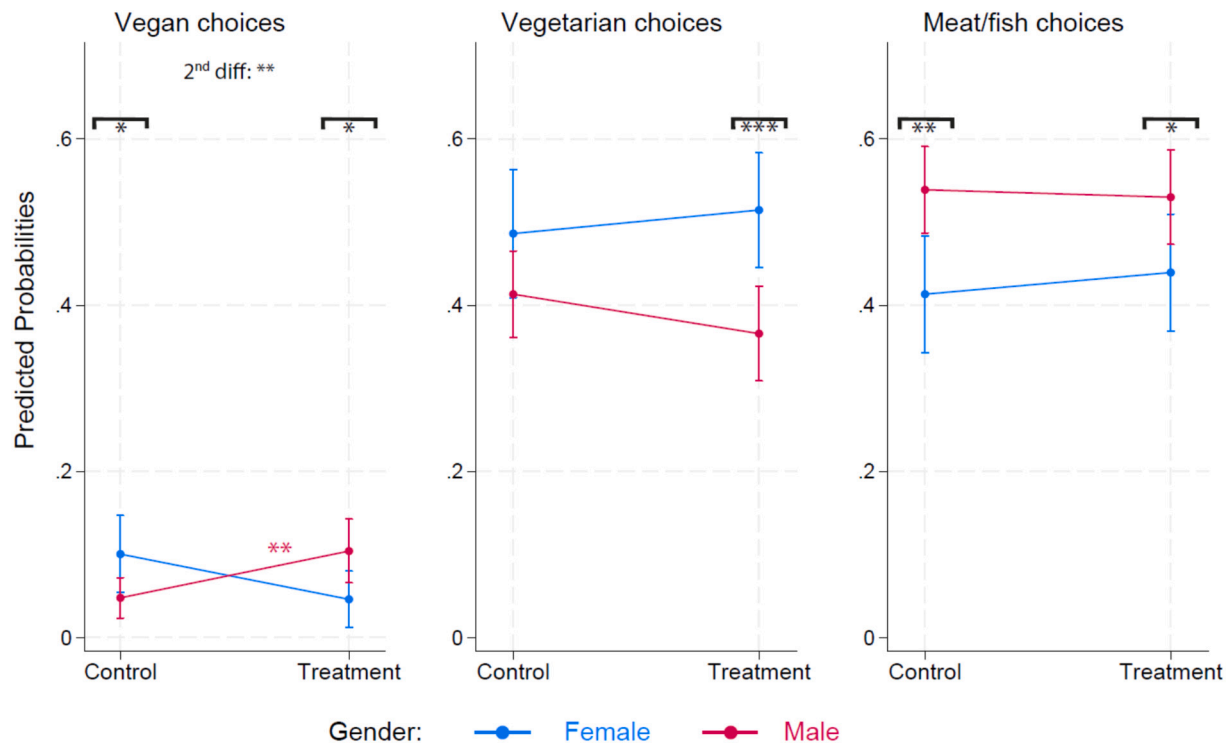 Vegan choices
Vegetarian choices
Meat/fish choices
2nd diff: **
* * *** ** *
.6 .6 .6
Predicted Probabilities
.4 .4 .4
.2 .2 .2
**
0 0 0
Control Treatment Control Treatment Control Treatment
Gender: Female Male